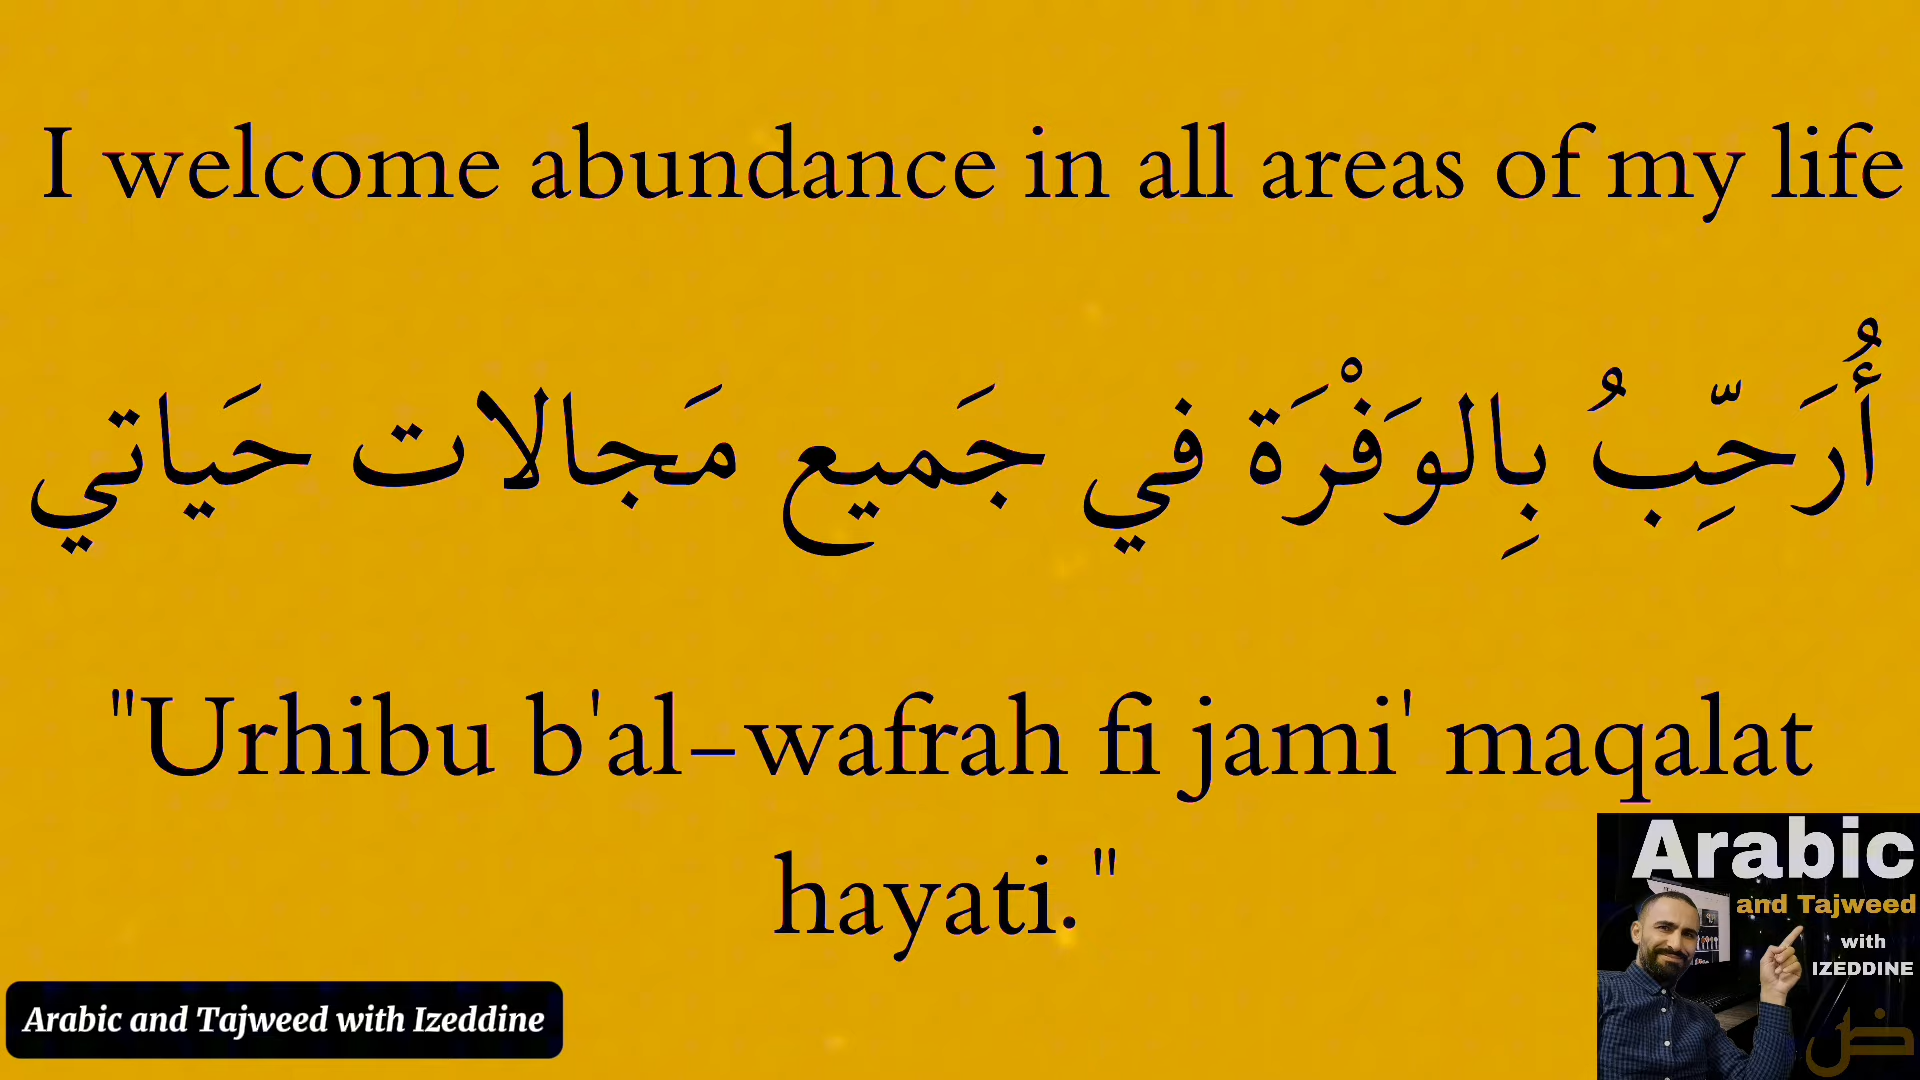 I welcome abundance in all areas of my life
أُرَحِّبُ بِالوَفْرَة في جَميع مَجالات حَياتي
"Urhibu b'al-wafrah fi jami' maqalat
hayati."
Arabic
and Tajweed
with
IZEDDINE
ض
Arabic and Tajweed with Izeddine